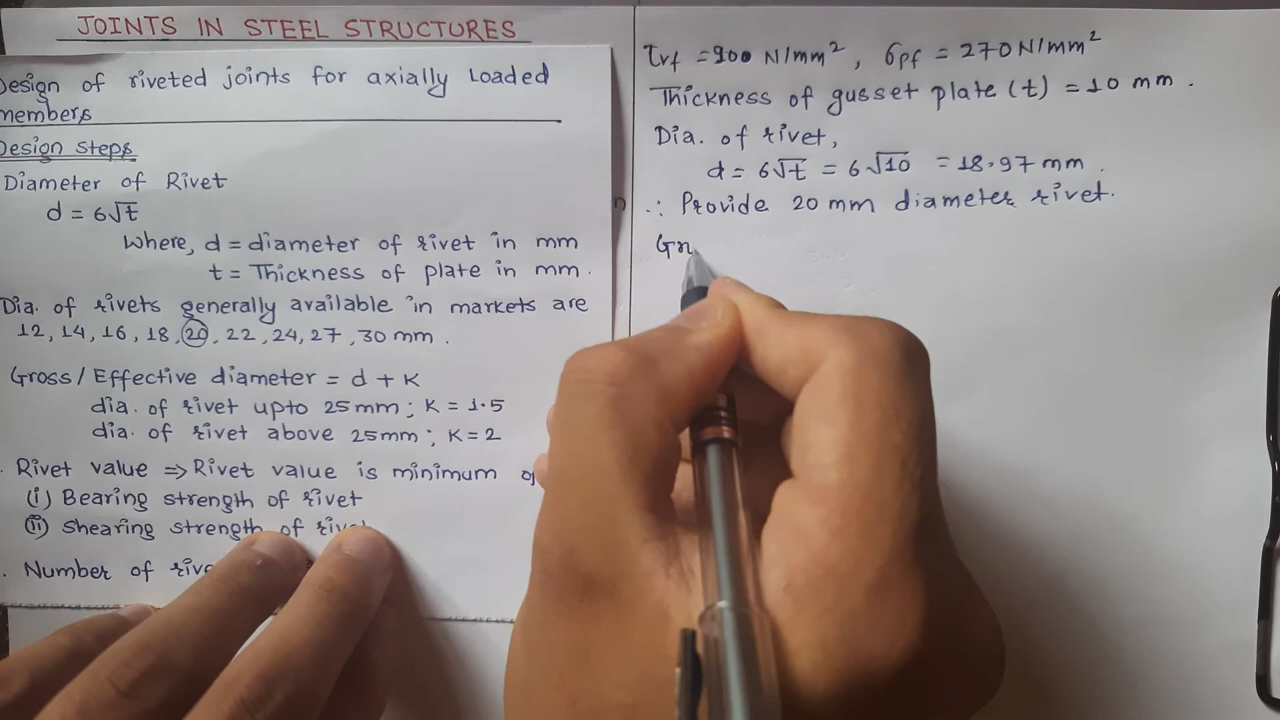 JOINTS IN STEEL STRUCTURES
Design of riveted joints for axially Loaded
members
Design Steps
Diameter of Rivet
d = 6√t
Where, d = diameter of rivet in mm
t = Thickness of plate in mm.
Dia. of rivets generally available in markets are
12, 14, 16, 18, 20, 22, 24, 27, 30 mm.
Gross / Effective diameter = d + K
dia. of rivet upto 25mm; K = 1.5
dia. of rivet above 25mm; K = 2
. Rivet value ⇒ Rivet value is minimum
(i) Bearing strength of rivet
(ii) Shearing strength of
. Number of
τvf = 100 N/mm², σpf = 270 N/mm²
Thickness of gusset plate (t) = 10 mm.
Dia. of rivet,
d = 6√t = 6√10 = 18.97 mm.
∴ Provide 20 mm diameter rivet.